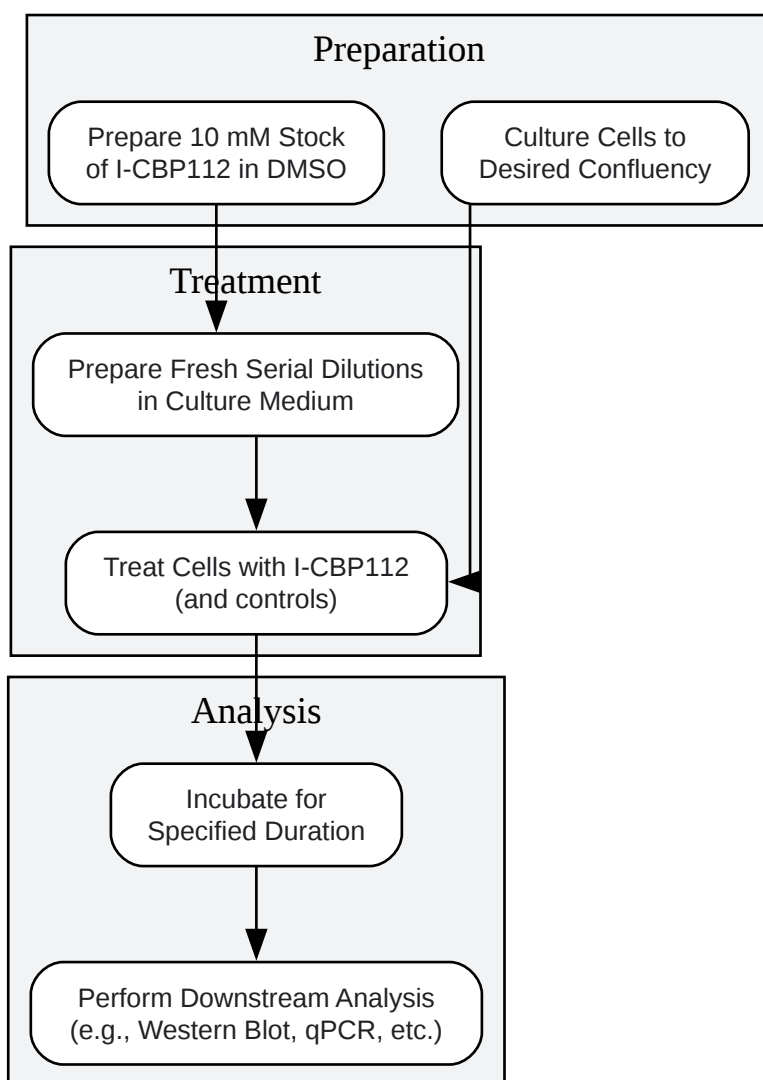 Preparation
Prepare 10 mM Stock
of I-CBP112 in DMSO
Culture Cells to
Desired Confluency
Treatment
Prepare Fresh Serial Dilutions
in Culture Medium
Treat Cells with I-CBP112
(and controls)
Analysis
Incubate for
Specified Duration
Perform Downstream Analysis
(e.g., Western Blot, qPCR, etc.)